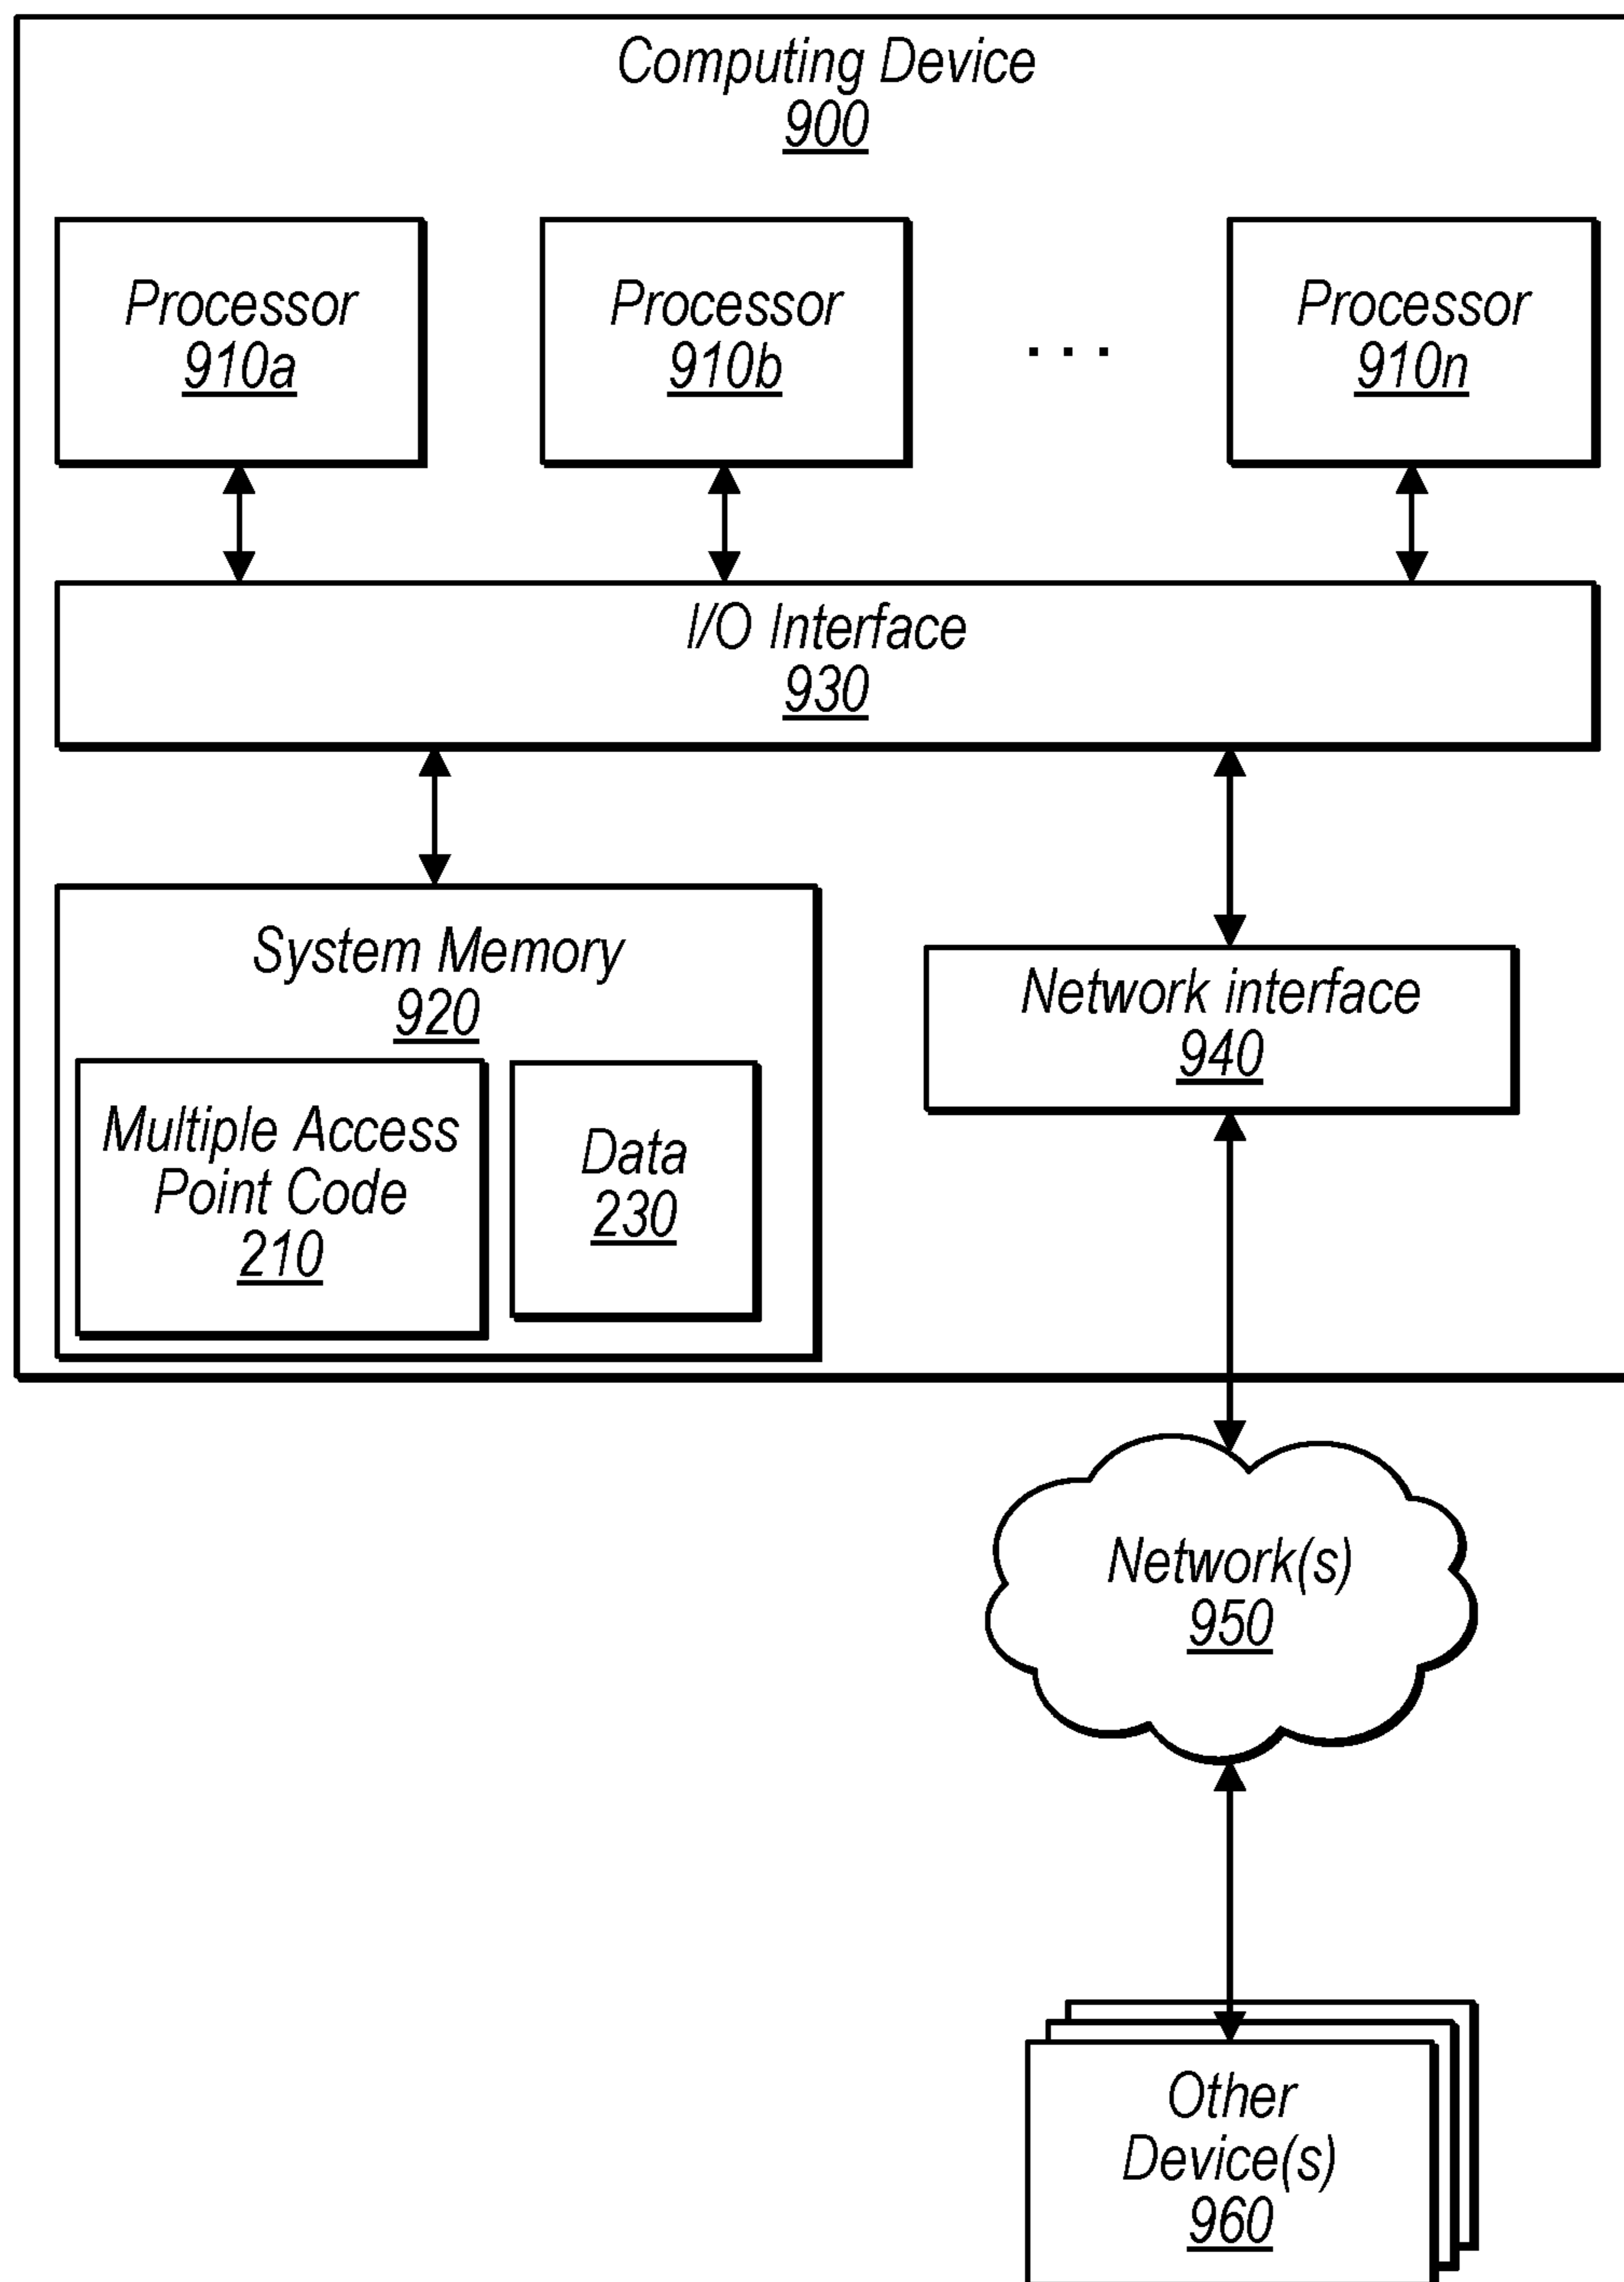 Computing Device
900
Processor
910a
Processor
910b
. . .
Processor
910n
I/O Interface
930
System Memory
920
Multiple Access
Point Code
210
Data
230
Network interface
940
Network(s)
950
Other
Device(s)
960